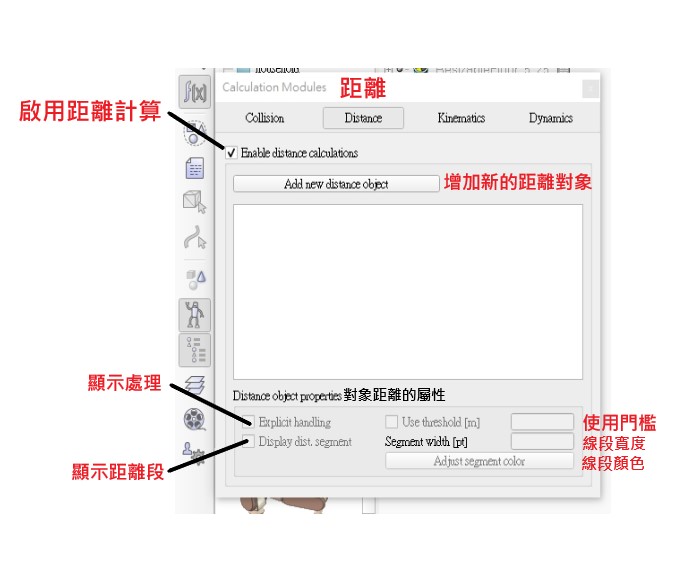 household
Calculation Modules 距離
Collision Distance Kinematics Dynamics
啟用距離計算
Enable distance calculations
Add new distance object 增加新的距離對象
Distance object properties 對象距離的屬性
顯示處理
Explicit handling Use threshold [m] 使用門檻
Display dist. segment Segment width [pt] 線段寬度
顯示距離段
Adjust segment color 線段顏色